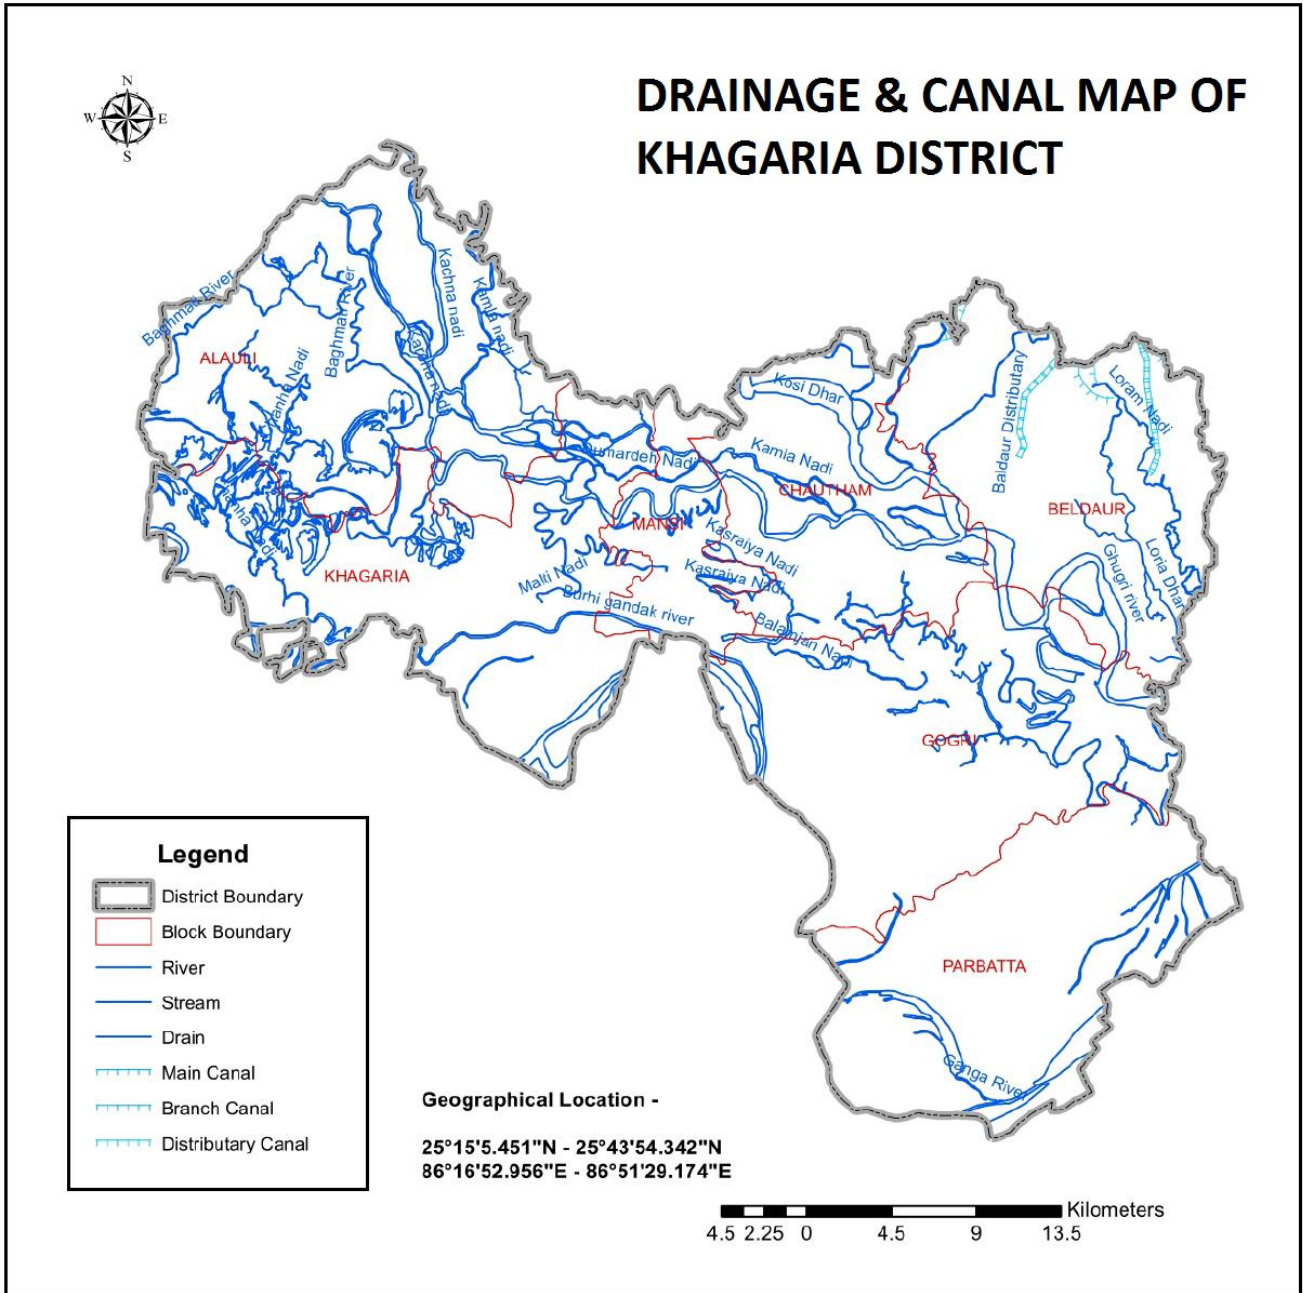 DRAINAGE & CANAL MAP OF
KHAGARIA DISTRICT
N
W E
S
Baghmati River
Baghmati River
Kachna nadi
Kamla nadi
ALAULI
Kosi Dhar
Baldaur Distributary
Loram Nadi
Kamia Nadi
CHAUTHAM
BELDAUR
MANSI
Kasraiya Nadi
Kasraiya Nadi
Malti Nadi
KHAGARIA
Burhi gandak river
Ghugri river
Loria Dhar
Balamjan Nadi
GOGRI
PARBATTA
Ganga River
Legend
District Boundary
Block Boundary
River
Stream
Drain
Main Canal
Branch Canal
Distributary Canal
Geographical Location -
25°15'5.451"N - 25°43'54.342"N
86°16'52.956"E - 86°51'29.174"E
Kilometers
4.5 2.25 0 4.5 9 13.5